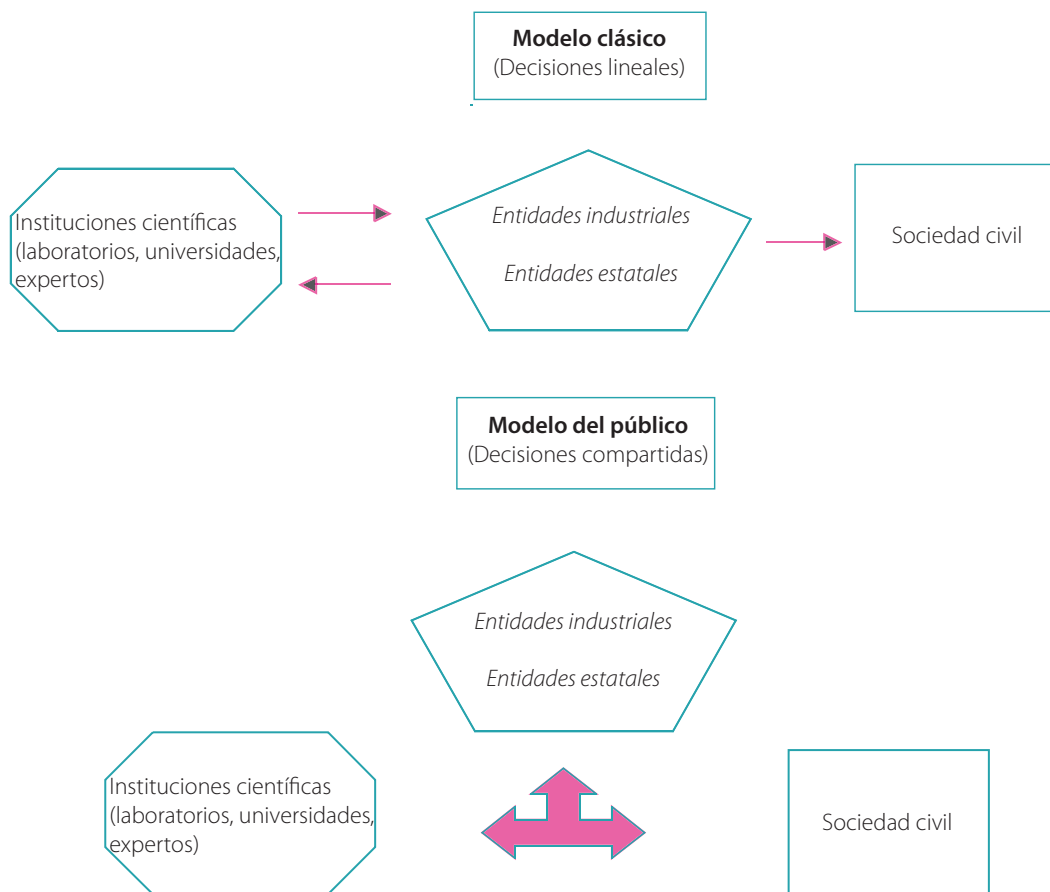 Modelo clásico
(Decisiones lineales)
Instituciones científicas
(laboratorios, universidades,
expertos)
Entidades industriales
Entidades estatales
Sociedad civil
Modelo del público
(Decisiones compartidas)
Entidades industriales
Entidades estatales
Instituciones científicas
(laboratorios, universidades,
expertos)
Sociedad civil